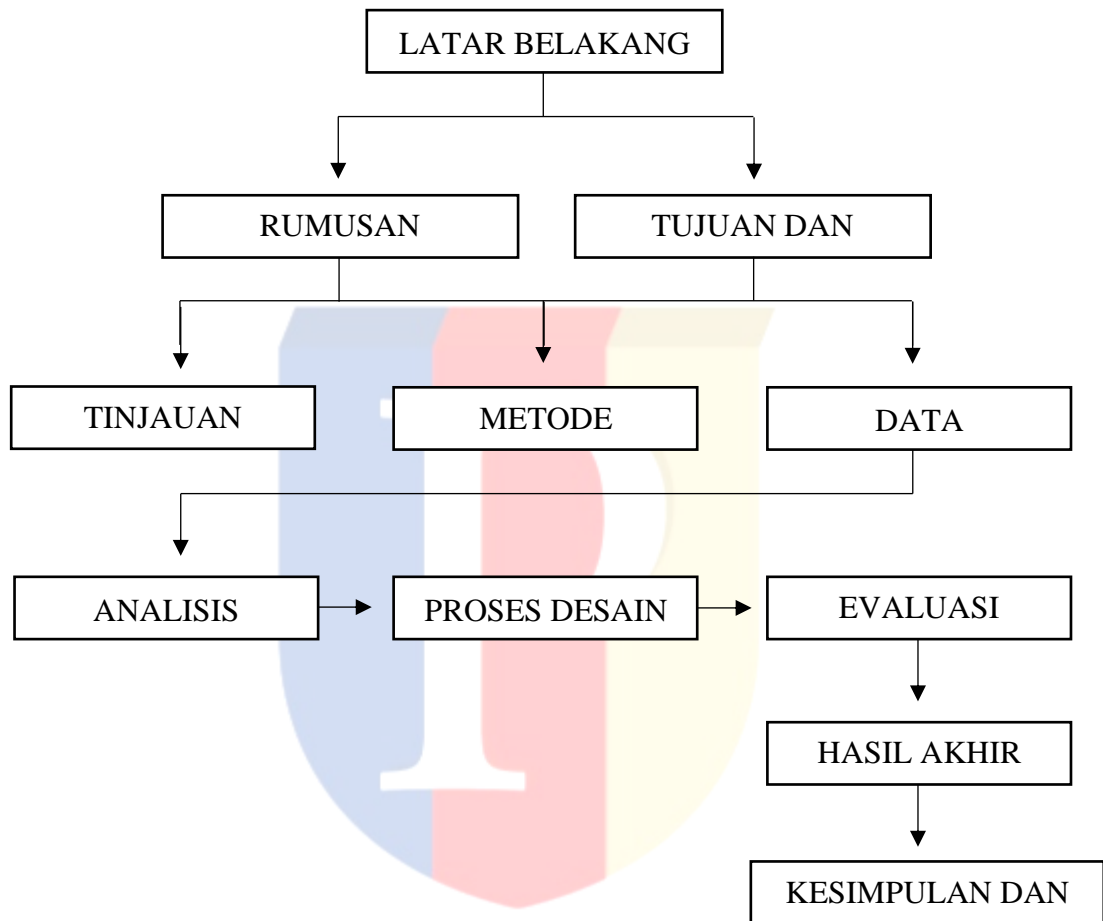 LATAR BELAKANG
RUMUSAN
TUJUAN DAN
TINJAUAN
METODE
DATA
ANALISIS
PROSES DESAIN
EVALUASI
HASIL AKHIR
KESIMPULAN DAN